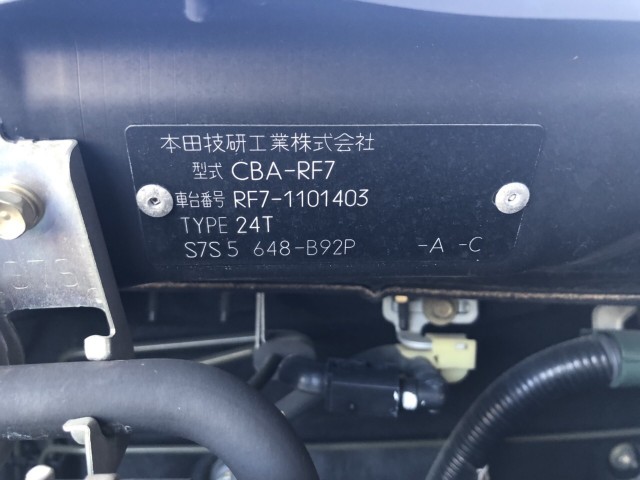 本田技研工業株式会社
型式 CBA-RF7
車台番号 RF7-1101403
TYPE 24T
S7S5 648-B92P -A -C